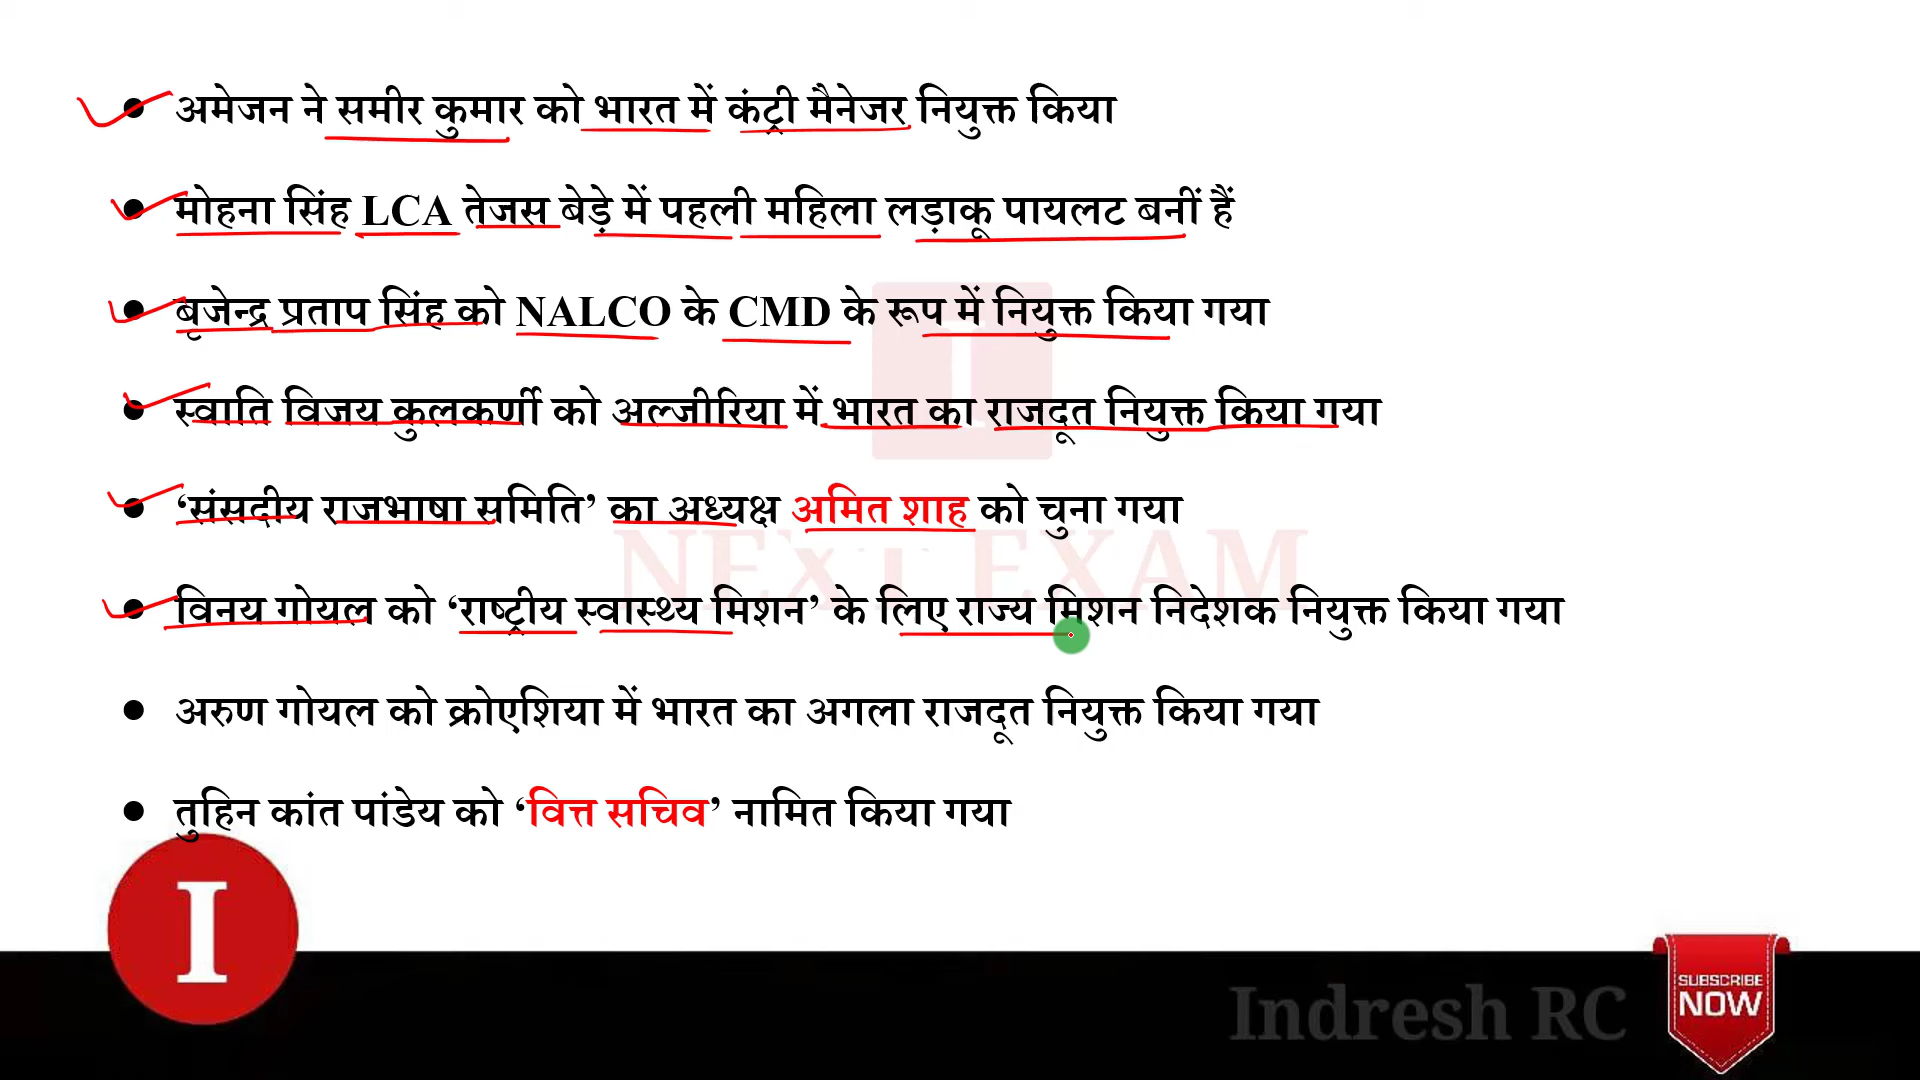 • अमेजन ने समीर कुमार को भारत में कंट्री मैनेजर नियुक्त किया
• मोहना सिंह LCA तेजस बेड़े में पहली महिला लड़ाकू पायलट बनीं हैं
• बृजेन्द्र प्रताप सिंह को NALCO के CMD के रूप में नियुक्त किया गया
• स्वाति विजय कुलकर्णी को अल्जीरिया में भारत का राजदूत नियुक्त किया गया
• ‘संसदीय राजभाषा समिति’ का अध्यक्ष अमित शाह को चुना गया
NEXT EXAM
• विनय गोयल को ‘राष्ट्रीय स्वास्थ्य मिशन’ के लिए राज्य मिशन निदेशक नियुक्त किया गया
• अरुण गोयल को क्रोएशिया में भारत का अगला राजदूत नियुक्त किया गया
• तुहिन कांत पांडेय को ‘वित्त सचिव’ नामित किया गया
I
Indresh RC
SUBSCRIBE
NOW